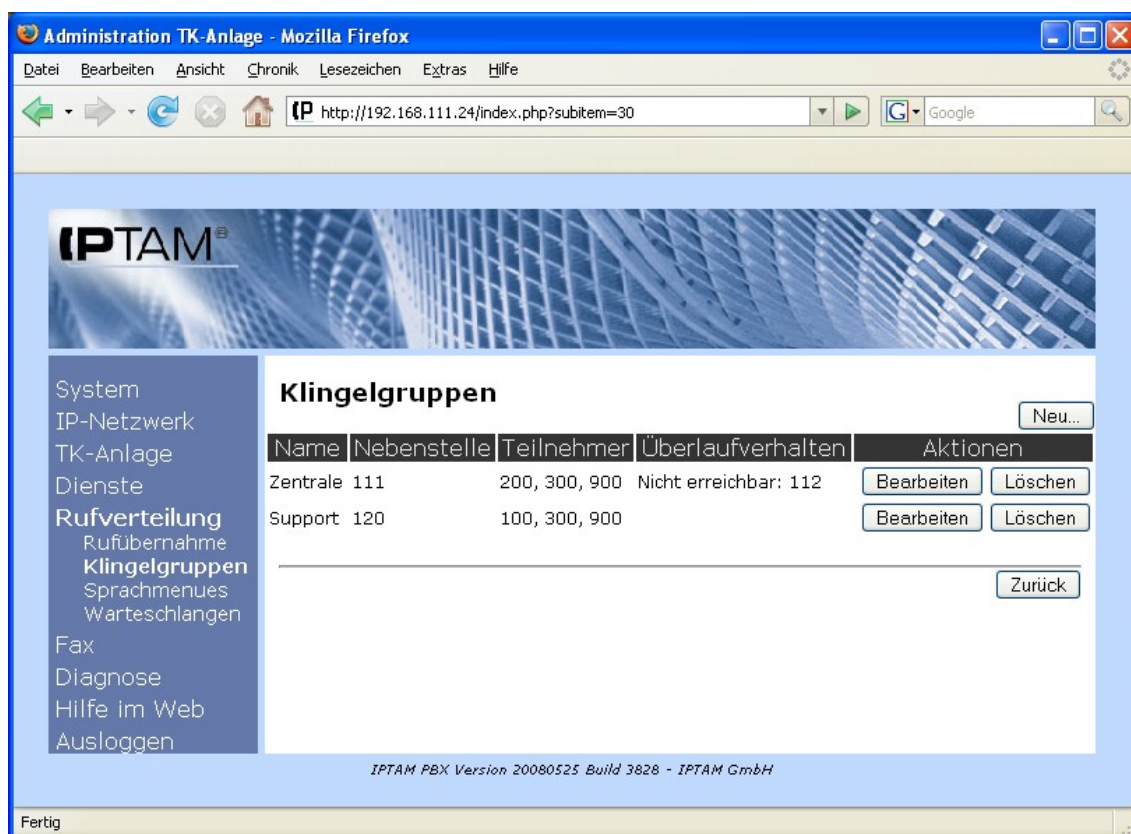 Administration TK-Anlage - Mozilla Firefox
Datei Bearbeiten Ansicht Chronik Lesezeichen Extras Hilfe
http://192.168.111.24/index.php?subitem=30 Google
IPTAM®
System
IP-Netzwerk
TK-Anlage
Dienste
Rufverteilung
Rufübernahme
Klingelgruppen
Sprachmenues
Warteschlangen
Fax
Diagnose
Hilfe im Web
Ausloggen
Klingelgruppen
Neu...
Name Nebenstelle Teilnehmer Überlaufverhalten Aktionen
Zentrale 111 200, 300, 900 Nicht erreichbar: 112 Bearbeiten Löschen
Support 120 100, 300, 900 Bearbeiten Löschen
Zurück
IPTAM PBX Version 20080525 Build 3828 - IPTAM GmbH
Fertig